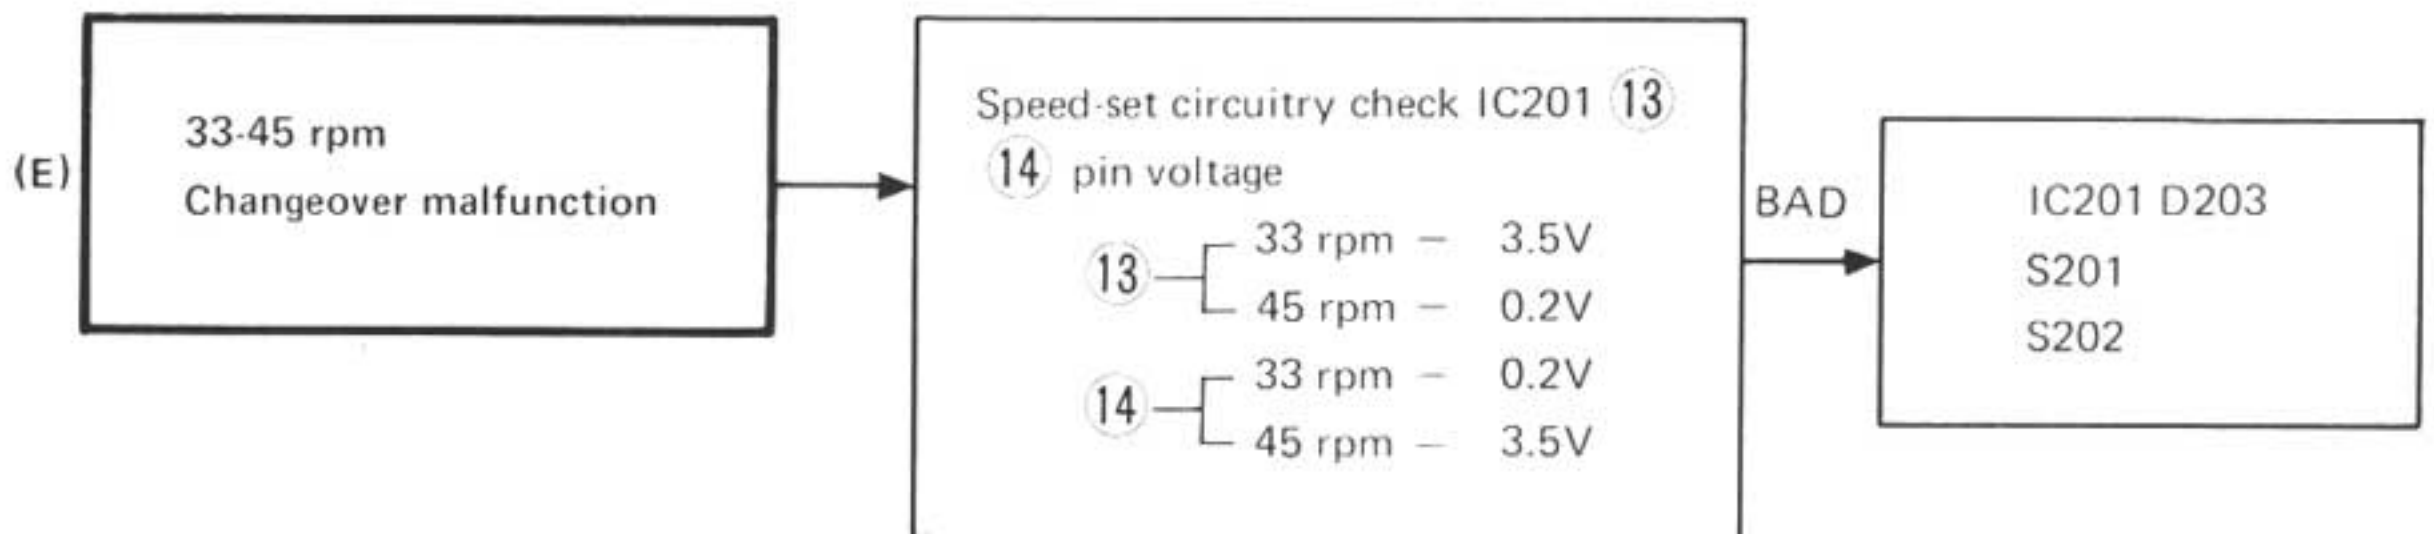 (E)
33-45 rpm
Changeover malfunction
Speed-set circuitry check IC201 ⑬
⑭ pin voltage
⑬ 33 rpm — 3.5V
45 rpm — 0.2V
⑭ 33 rpm — 0.2V
45 rpm — 3.5V
BAD
IC201 D203
S201
S202